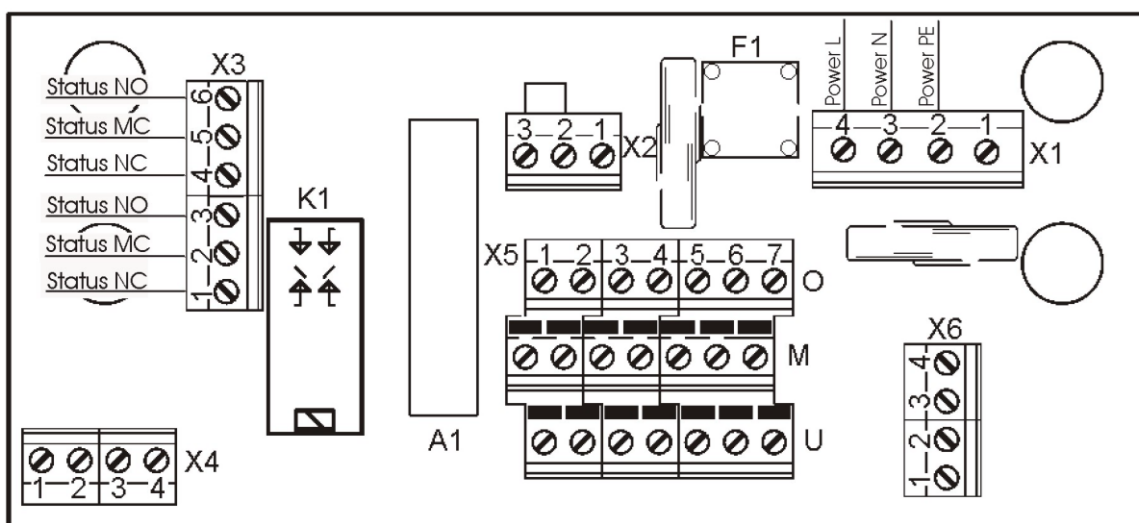 X3
F1
Power L
Power N
Power PE
Status NO
6
Status MC
5
Status NC
4
Status NO
3
Status MC
2
Status NC
1
3 2 1
X2
4 3 2 1
X1
K1
A1
X5
1 2 3 4 5 6 7
O
M
U
X6
4
3
2
1
X4
1 2 3 4